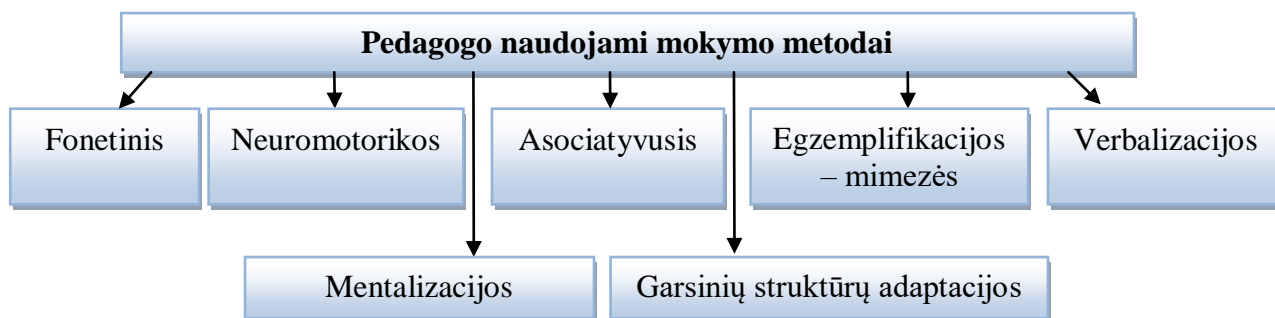 Pedagogo naudojami mokymo metodai
Fonetinis
Neuromotorikos
Asociatyvusis
Egzemplifikacijos
– mimezės
Verbalizacijos
Mentalizacijos
Garsinių struktūrų adaptacijos